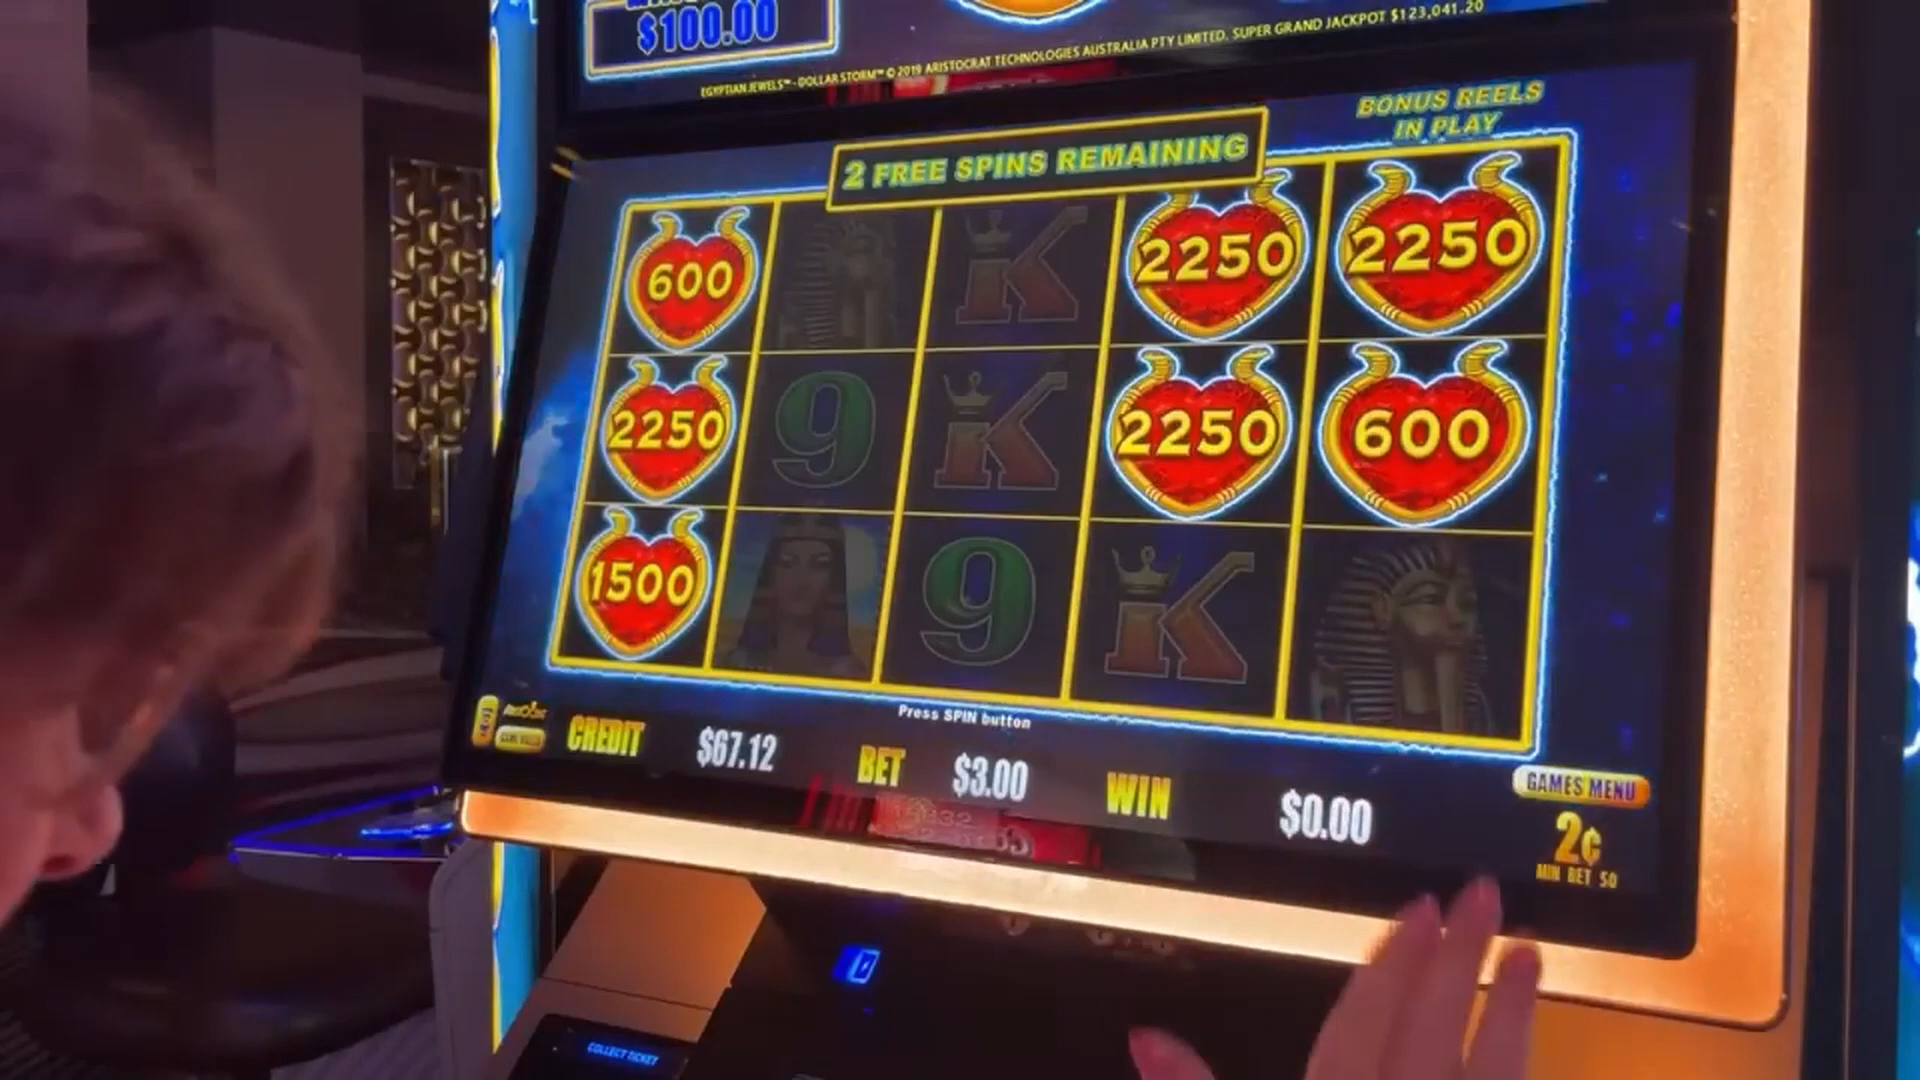 $100.00
EGYPTIAN JEWELS™ - DOLLAR STORM™ © 2019 ARISTOCRAT TECHNOLOGIES AUSTRALIA PTY LIMITED. SUPER GRAND JACKPOT $123,041.20
BONUS REELS
IN PLAY
2 FREE SPINS REMAINING
600 K 2250 2250
2250 9 K 2250 600
1500 9 K
Press SPIN button
CREDIT $67.12 BET $3.00 WIN $0.00
GAMES MENU
2¢
MIN BET 50
COLLECT TICKET